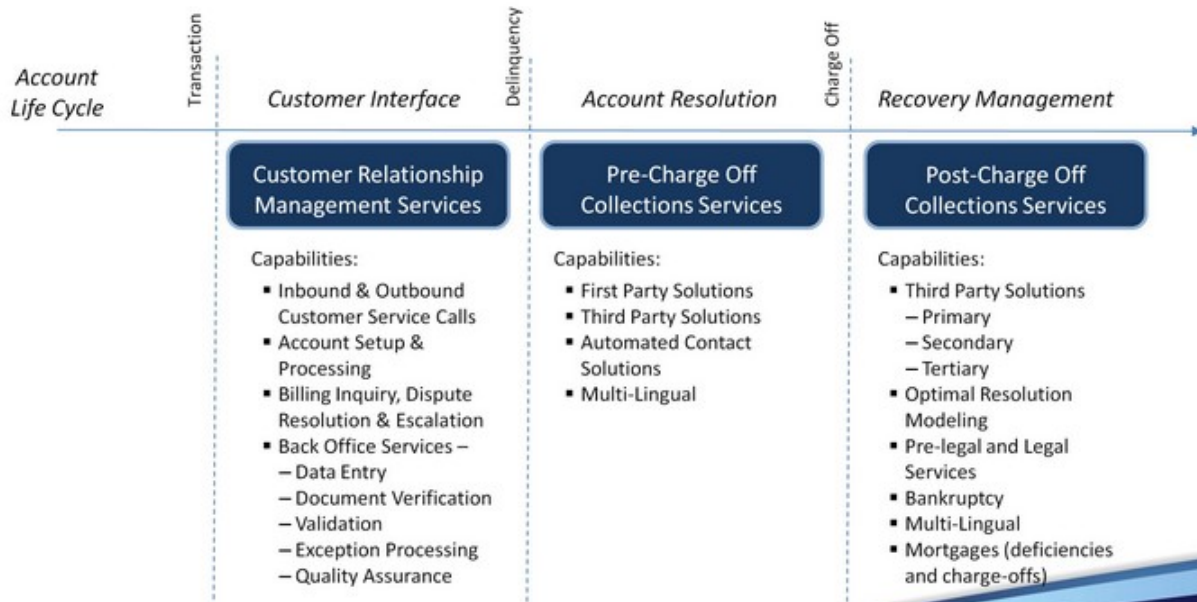 Account
Life Cycle
Transaction
Customer Interface
Delinquency
Account Resolution
Charge Off
Recovery Management
Customer Relationship
Management Services
Capabilities:
▪ Inbound & Outbound
Customer Service Calls
▪ Account Setup &
Processing
▪ Billing Inquiry, Dispute
Resolution & Escalation
▪ Back Office Services –
– Data Entry
– Document Verification
– Validation
– Exception Processing
– Quality Assurance
Pre-Charge Off
Collections Services
Capabilities:
▪ First Party Solutions
▪ Third Party Solutions
▪ Automated Contact
Solutions
▪ Multi-Lingual
Post-Charge Off
Collections Services
Capabilities:
▪ Third Party Solutions
– Primary
– Secondary
– Tertiary
▪ Optimal Resolution
Modeling
▪ Pre-legal and Legal
Services
▪ Bankruptcy
▪ Multi-Lingual
▪ Mortgages (deficiencies
and charge-offs)